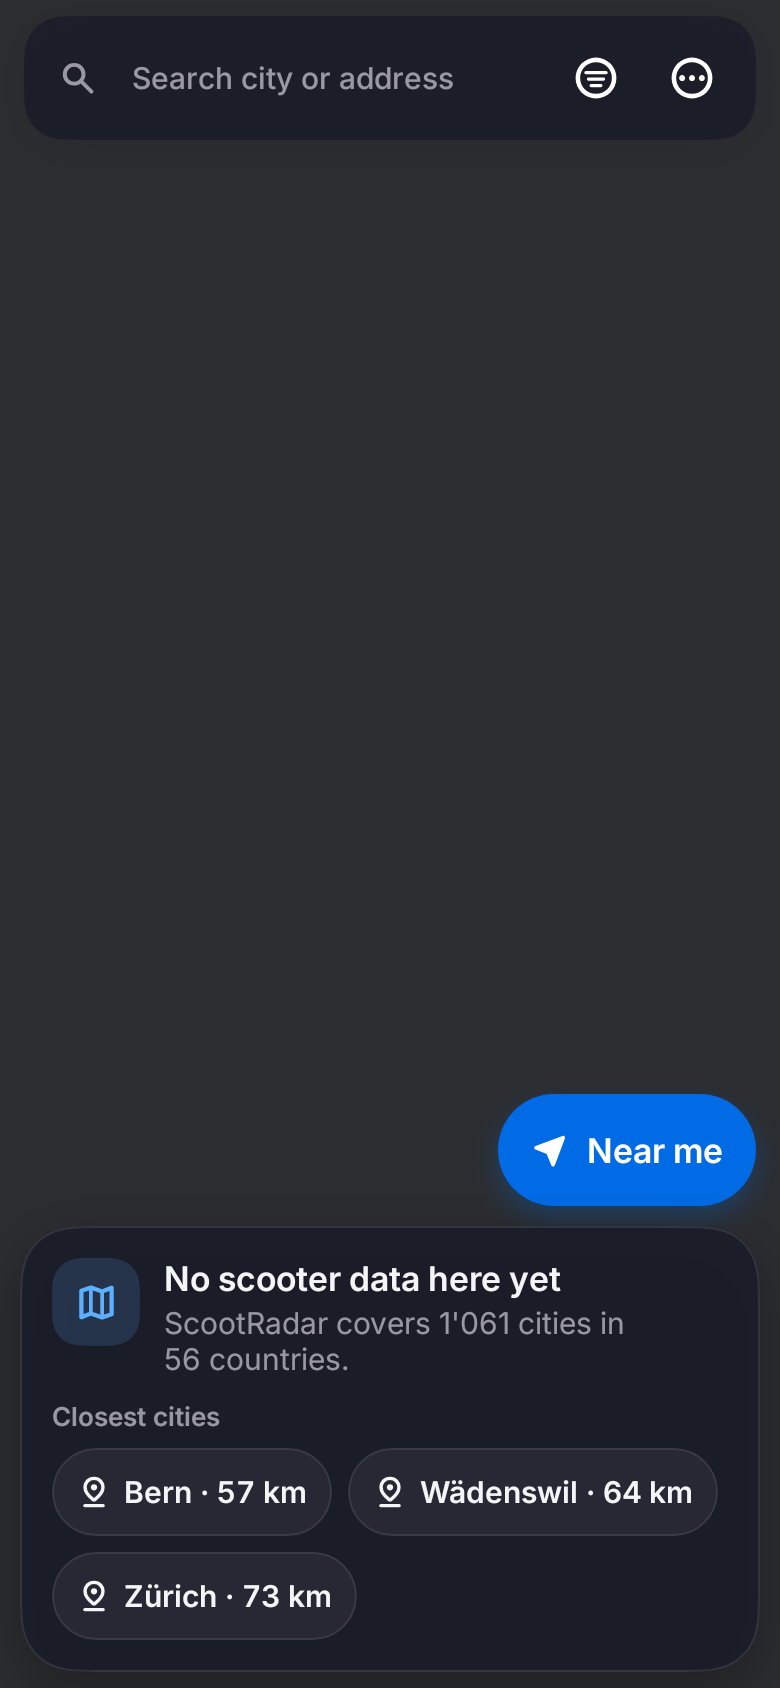 Search city or address
Near me
No scooter data here yet
ScootRadar covers 1'061 cities in
56 countries.
Closest cities
Bern · 57 km
Wädenswil · 64 km
Zürich · 73 km